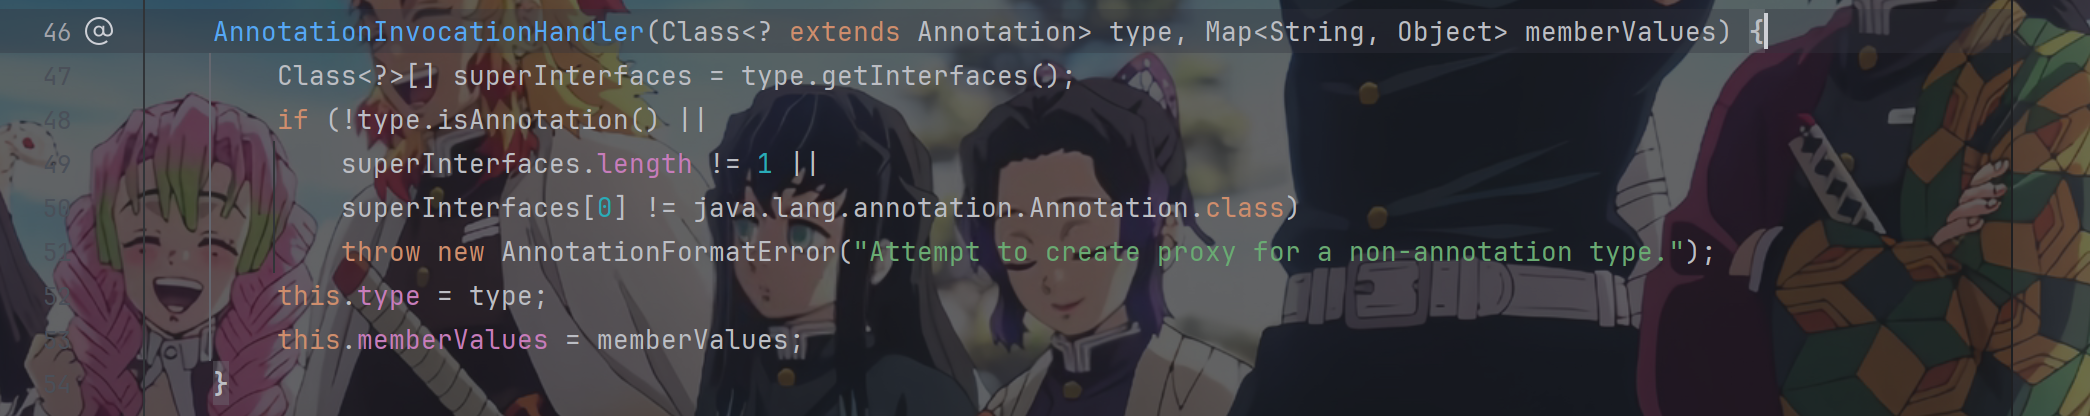 46 @ AnnotationInvocationHandler(Class<? extends Annotation> type, Map<String, Object> memberValues) {
47 Class<?>[] superInterfaces = type.getInterfaces();
48 if (!type.isAnnotation() ||
49 superInterfaces.length != 1 ||
50 superInterfaces[0] != java.lang.annotation.Annotation.class)
51 throw new AnnotationFormatError("Attempt to create proxy for a non-annotation type.");
52 this.type = type;
53 this.memberValues = memberValues;
54 }